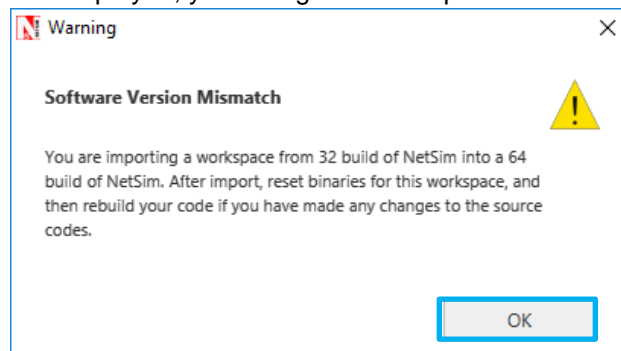 Warning
Software Version Mismatch
You are importing a workspace from 32 build of NetSim into a 64
build of NetSim. After import, reset binaries for this workspace, and
then rebuild your code if you have made any changes to the source
codes.
OK